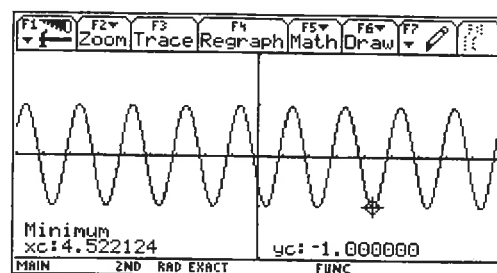 F1 F2 F3 F4 F5 F6 F7
Zoom Trace Regraph Math Draw
Minimum
xc:4.522124 yc:-1.000000
MAIN 2ND RAD EXACT FUNC